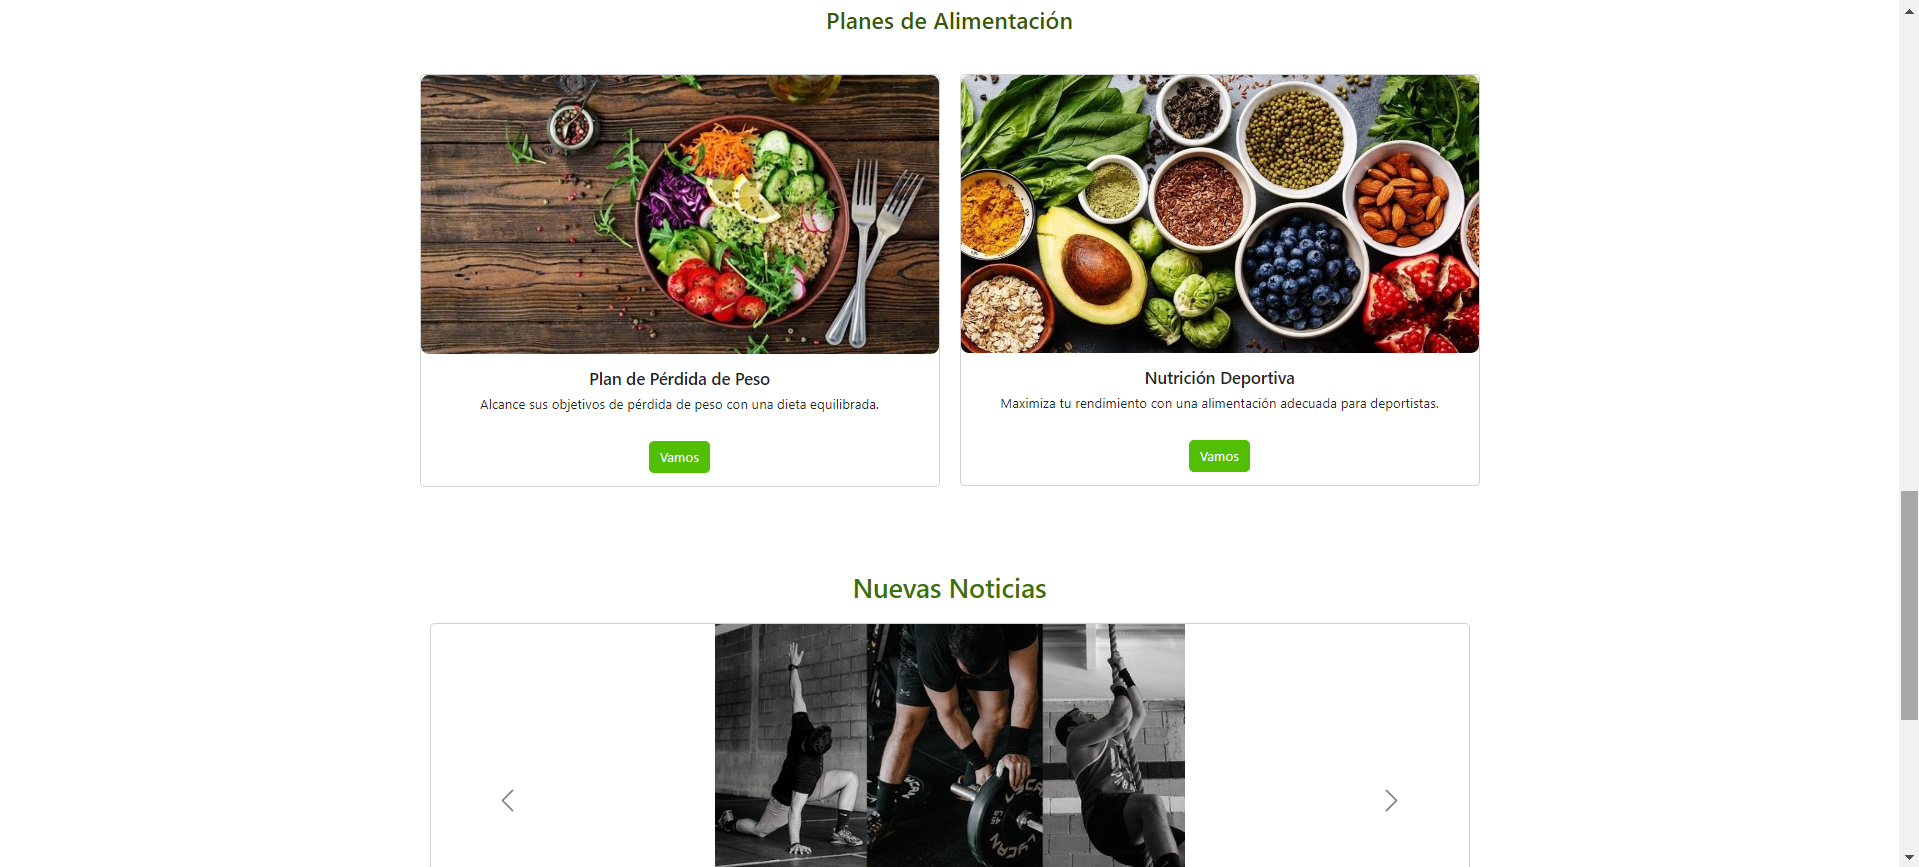 Planes de Alimentación
Plan de Pérdida de Peso
Alcance sus objetivos de pérdida de peso con una dieta equilibrada.
Vamos
Nutrición Deportiva
Maximiza tu rendimiento con una alimentación adecuada para deportistas.
Vamos
Nuevas Noticias
LYCAN